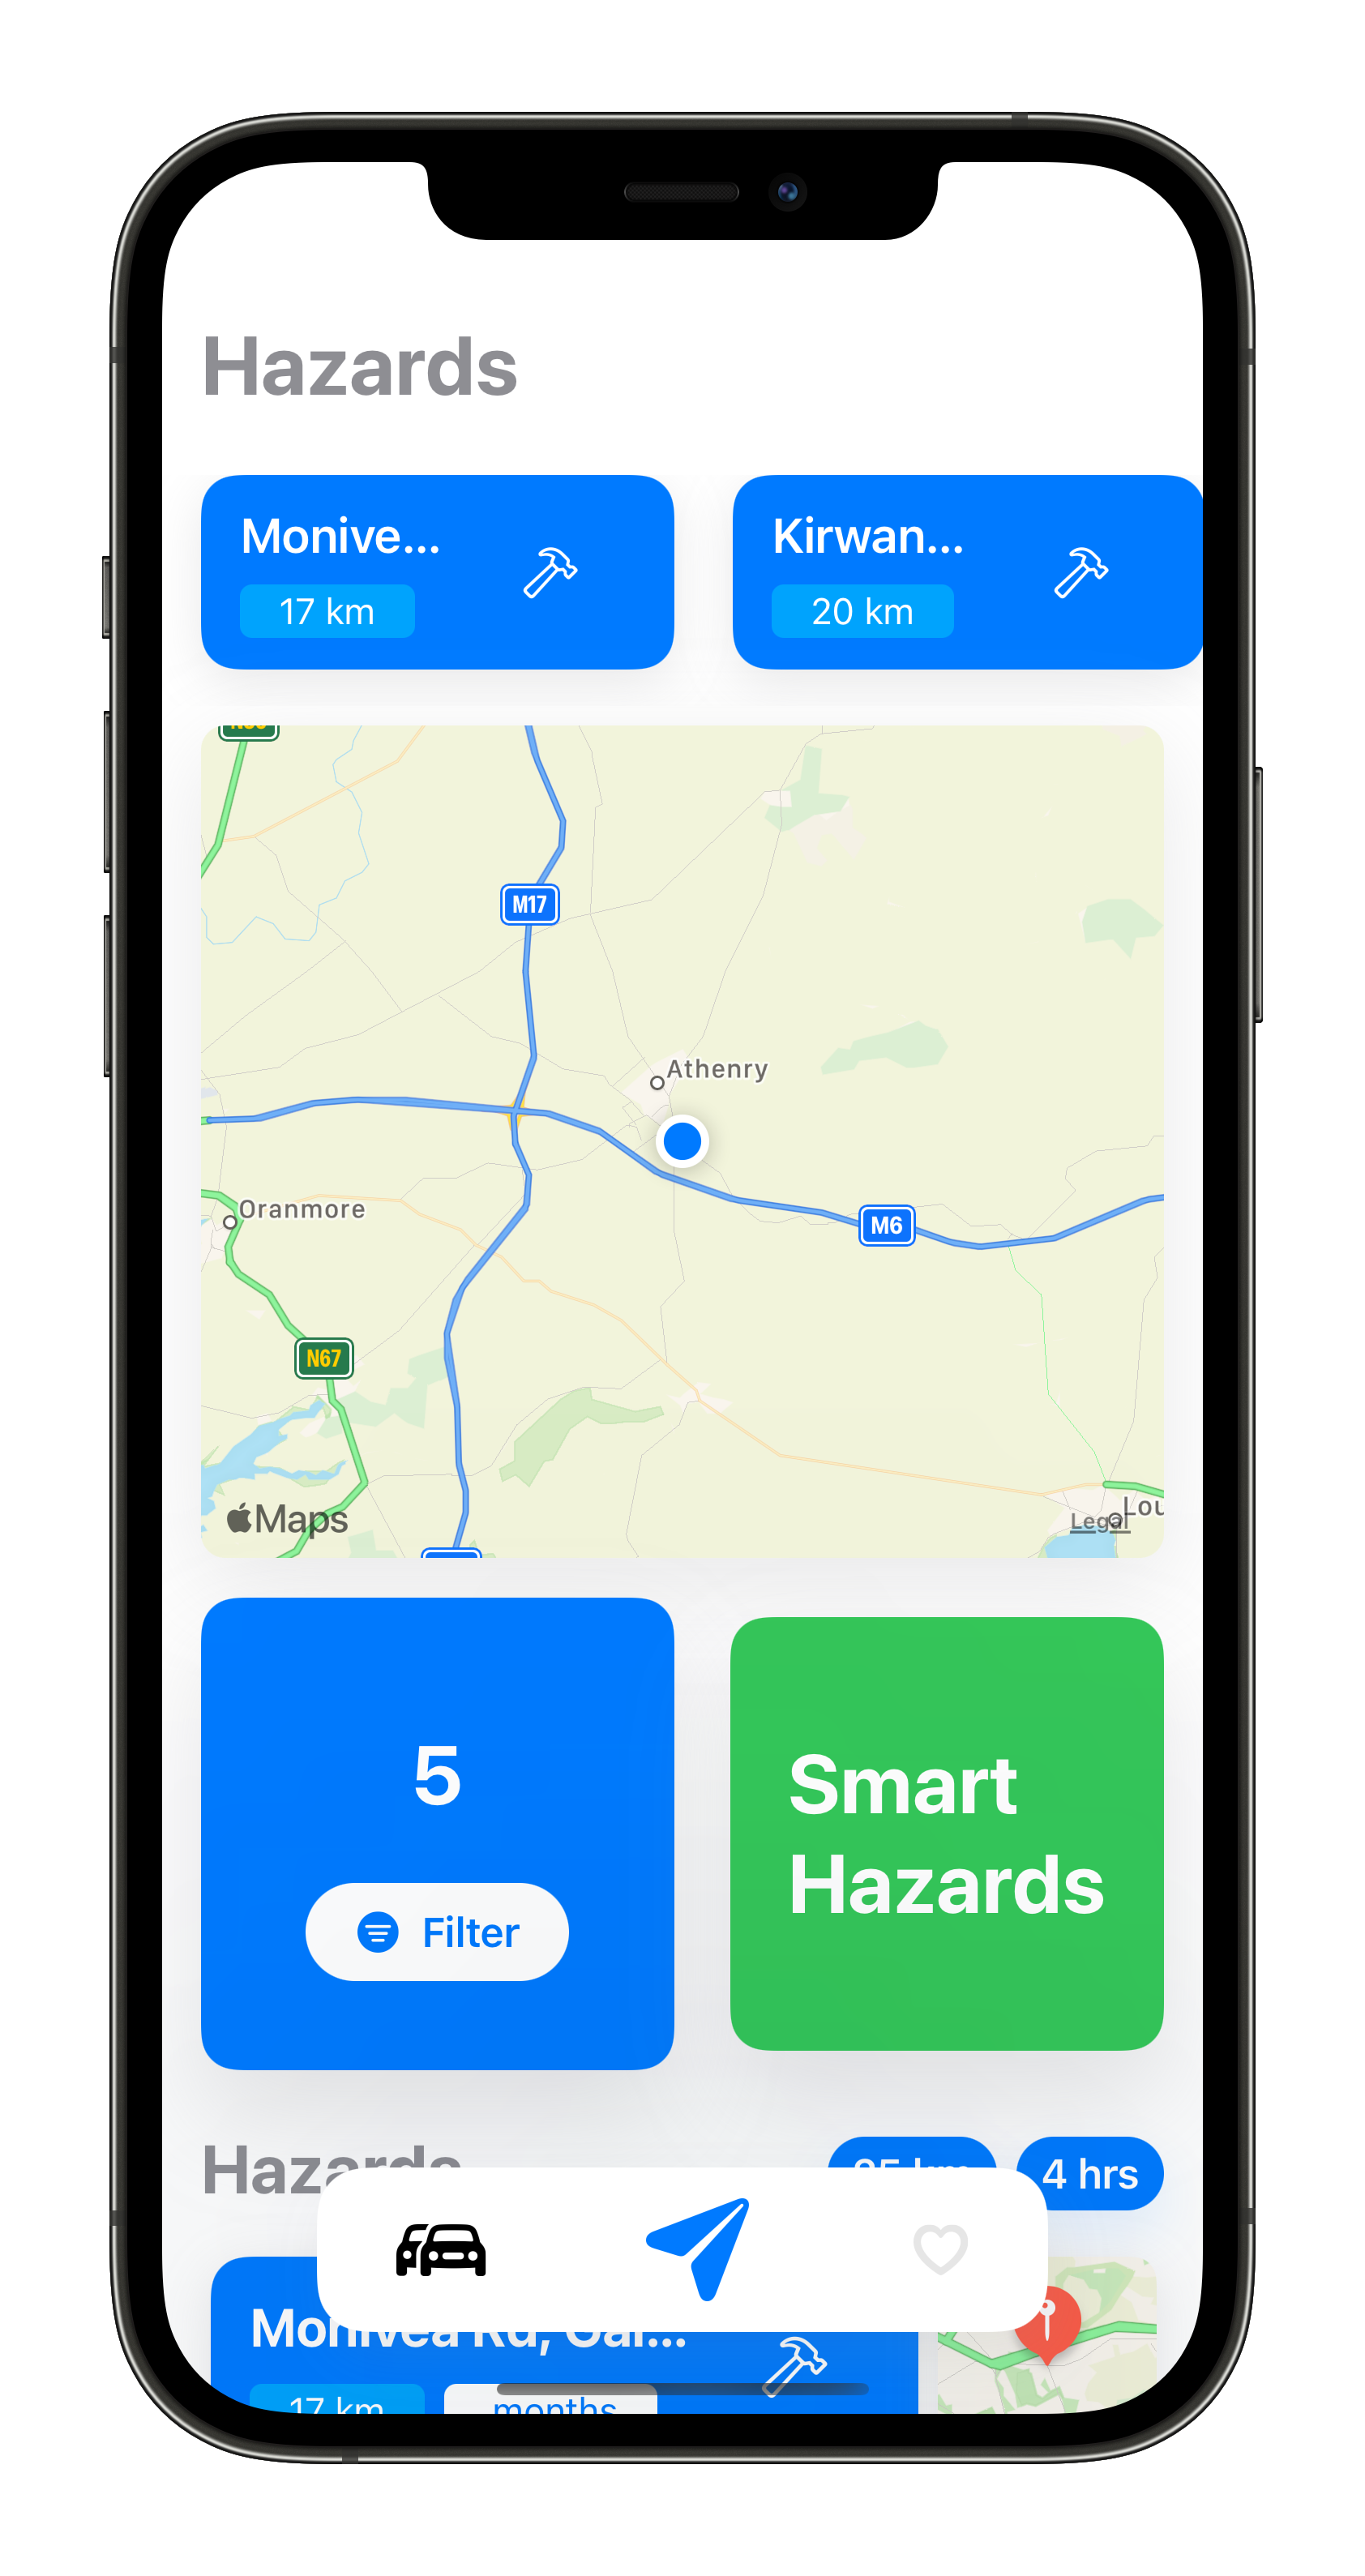 Hazards
Monive...
17 km
Kirwan...
20 km
M17
Athenry
Oranmore
M6
N67
Maps
Legal
Lou
5
Filter
Smart
Hazards
Hazards
4 hrs
Monivea Rd, Gal...
17 km
months